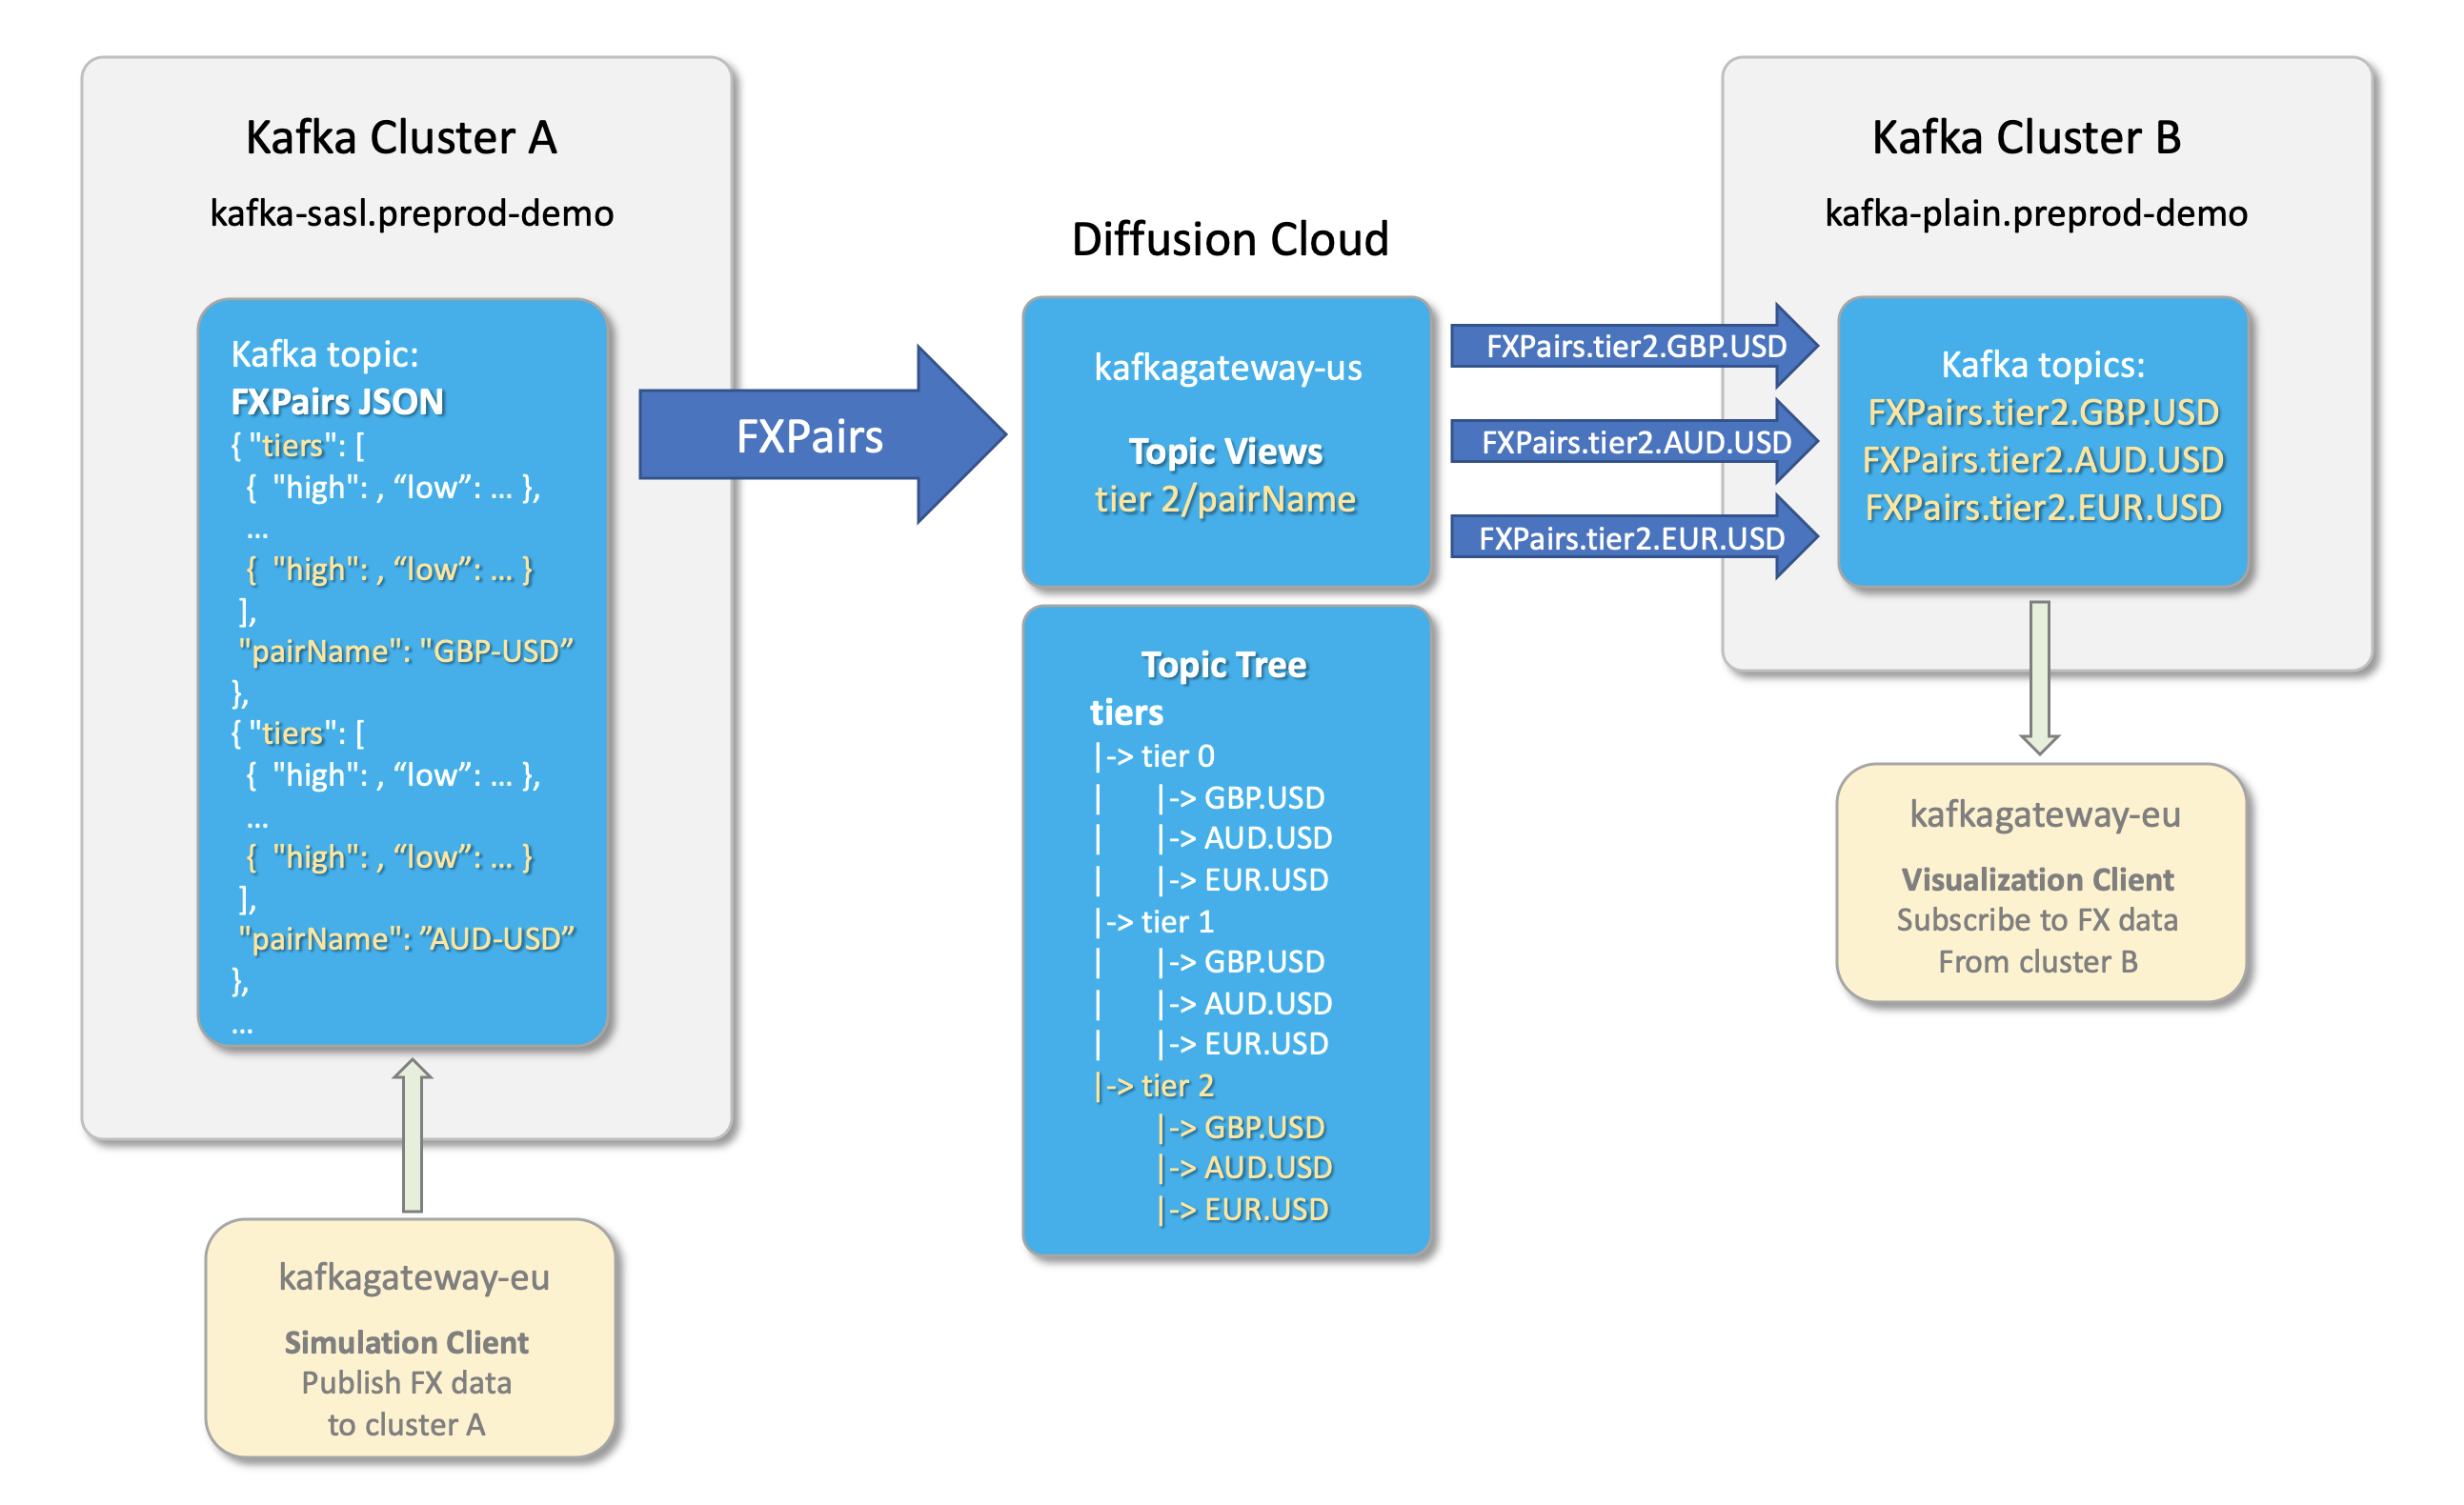 Kafka Cluster A
kafka-sasl.preprod-demo
Kafka topic:
FXPairs JSON
{ "tiers": [
{ "high": , “low”: ... },
...
{ "high": , “low”: ... }
],
"pairName": "GBP-USD”
},
{ "tiers": [
{ "high": , “low”: ... },
...
{ "high": , “low”: ... }
],
"pairName": ”AUD-USD”
},
...
kafkagateway-eu
Simulation Client
Publish FX data
to cluster A
FXPairs
Diffusion Cloud
kafkagateway-us
Topic Views
tier 2/pairName
Topic Tree
tiers
|-> tier 0
| |-> GBP.USD
| |-> AUD.USD
| |-> EUR.USD
|-> tier 1
| |-> GBP.USD
| |-> AUD.USD
| |-> EUR.USD
|-> tier 2
|-> GBP.USD
|-> AUD.USD
|-> EUR.USD
FXPairs.tier2.GBP.USD
FXPairs.tier2.AUD.USD
FXPairs.tier2.EUR.USD
Kafka Cluster B
kafka-plain.preprod-demo
Kafka topics:
FXPairs.tier2.GBP.USD
FXPairs.tier2.AUD.USD
FXPairs.tier2.EUR.USD
kafkagateway-eu
Visualization Client
Subscribe to FX data
From cluster B